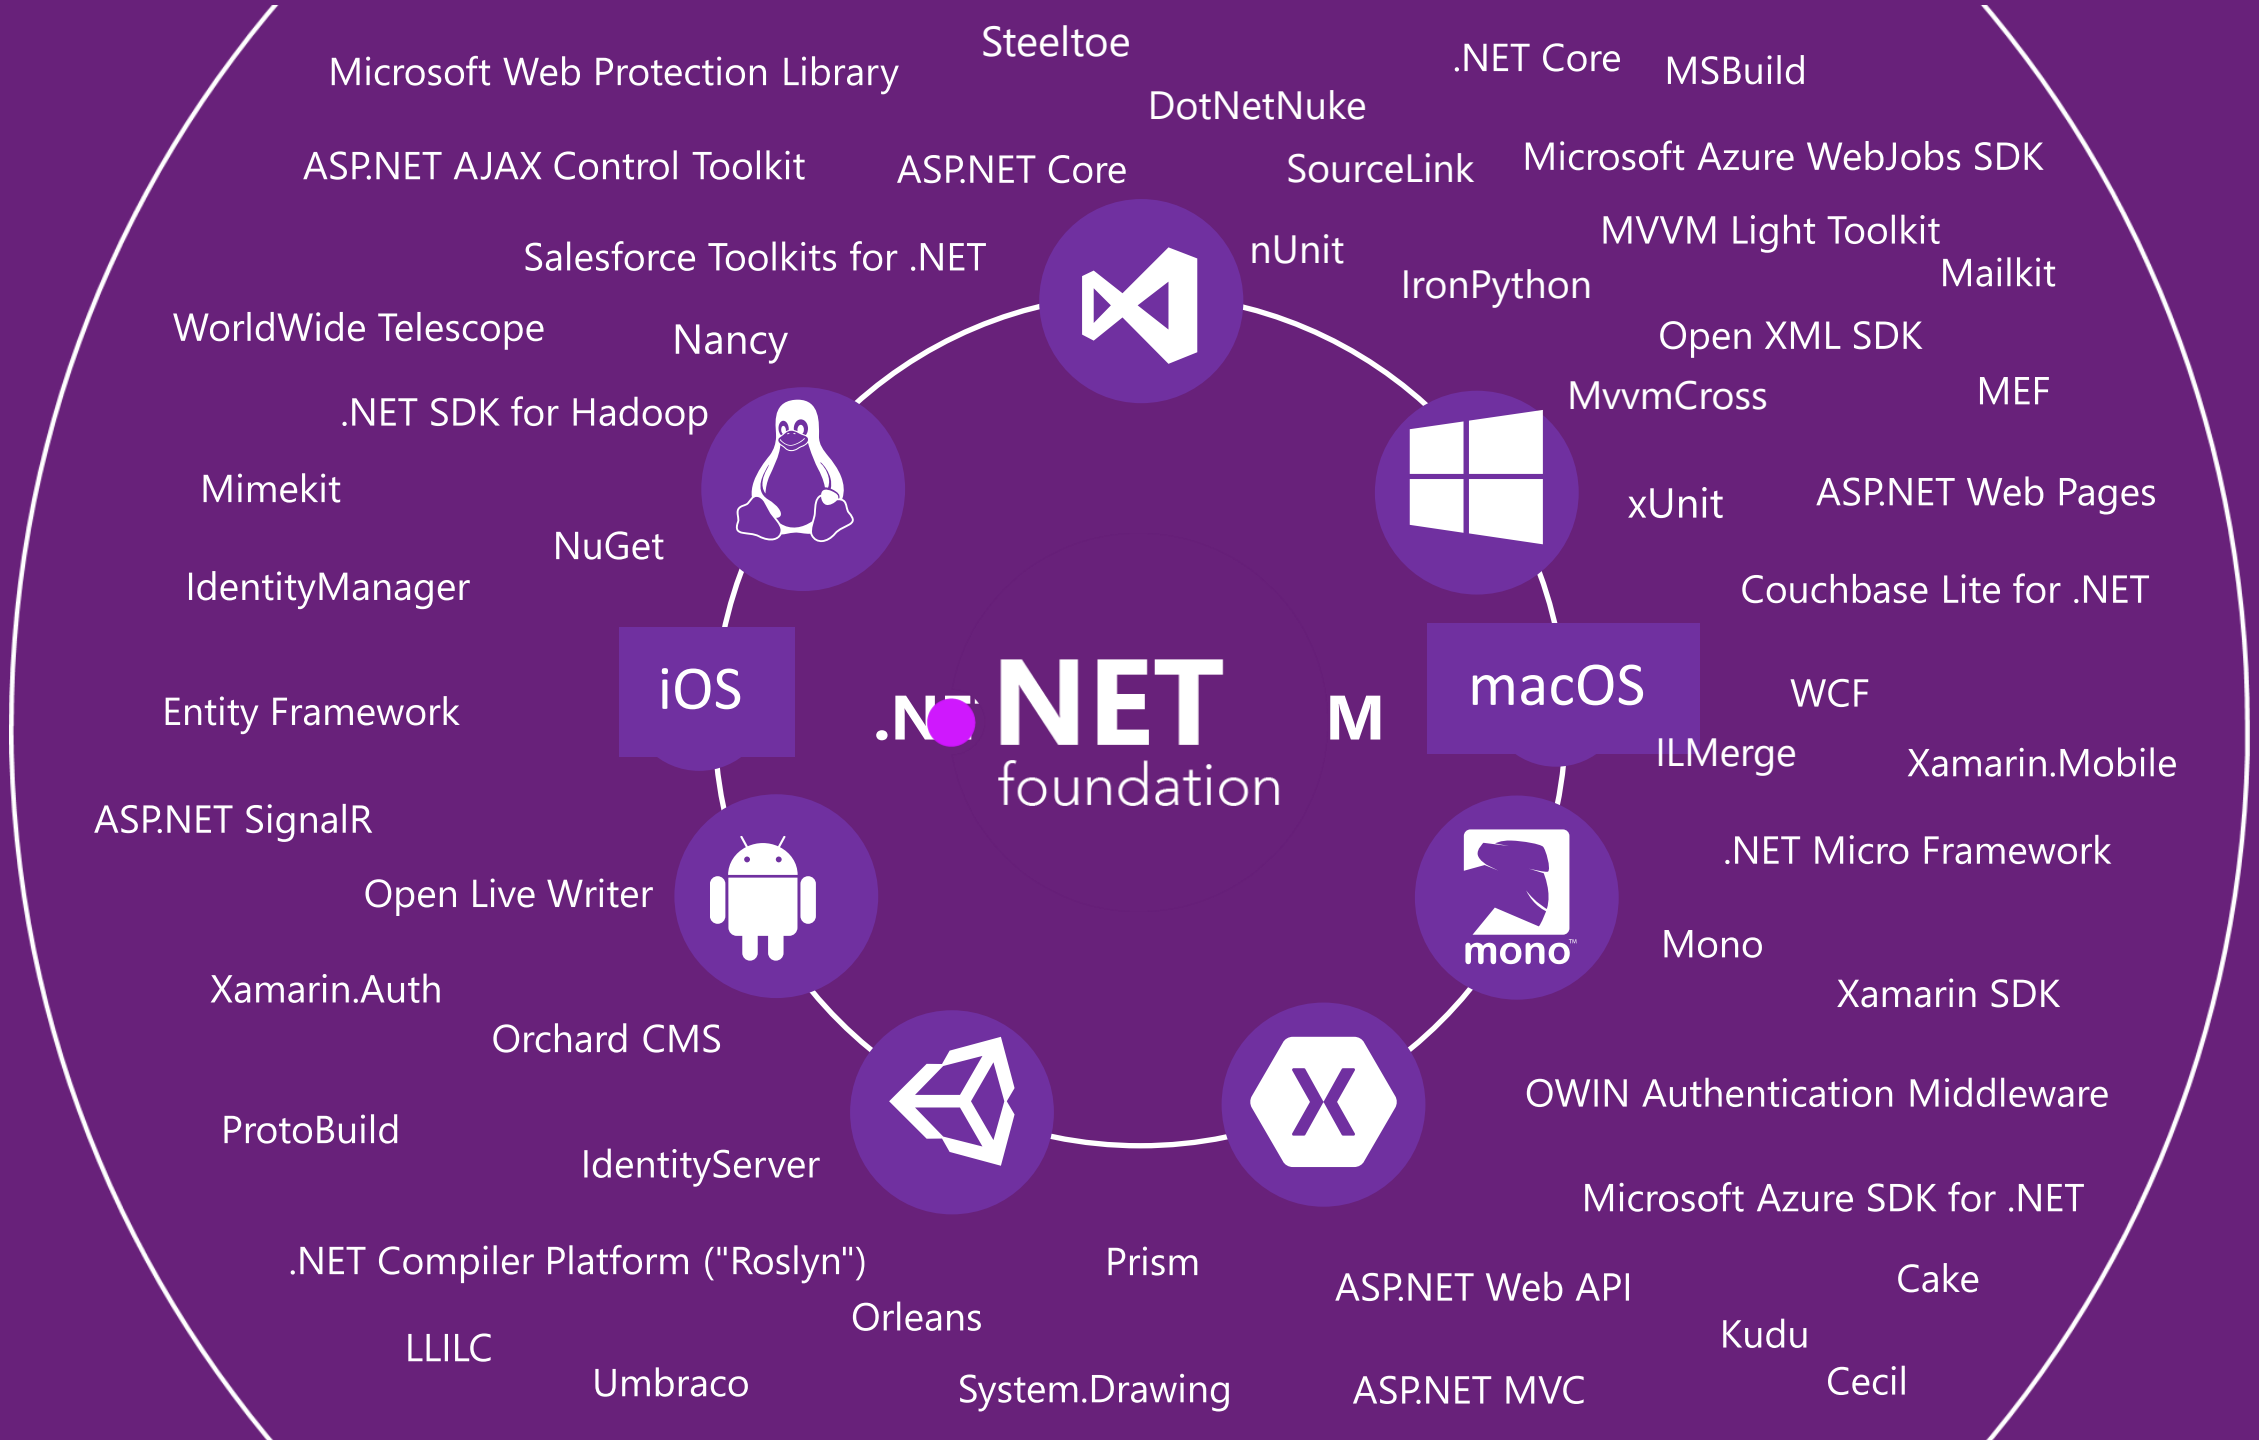 Steeltoe
.NET Core
MSBuild
Microsoft Web Protection Library
DotNetNuke
ASP.NET AJAX Control Toolkit
ASP.NET Core
SourceLink
Microsoft Azure WebJobs SDK
MVVM Light Toolkit
Salesforce Toolkits for .NET
nUnit
Mailkit
IronPython
WorldWide Telescope
Nancy
Open XML SDK
MvvmCross
MEF
.NET SDK for Hadoop
Mimekit
xUnit
ASP.NET Web Pages
NuGet
IdentityManager
Couchbase Lite for .NET
iOS
macOS
WCF
Entity Framework
.NET
M
foundation
ILMerge
Xamarin.Mobile
ASP.NET SignalR
.NET Micro Framework
Open Live Writer
mono™
Mono
Xamarin.Auth
Xamarin SDK
Orchard CMS
OWIN Authentication Middleware
ProtoBuild
IdentityServer
Microsoft Azure SDK for .NET
.NET Compiler Platform ("Roslyn")
Prism
ASP.NET Web API
Cake
Orleans
Kudu
LLILC
Umbraco
System.Drawing
ASP.NET MVC
Cecil